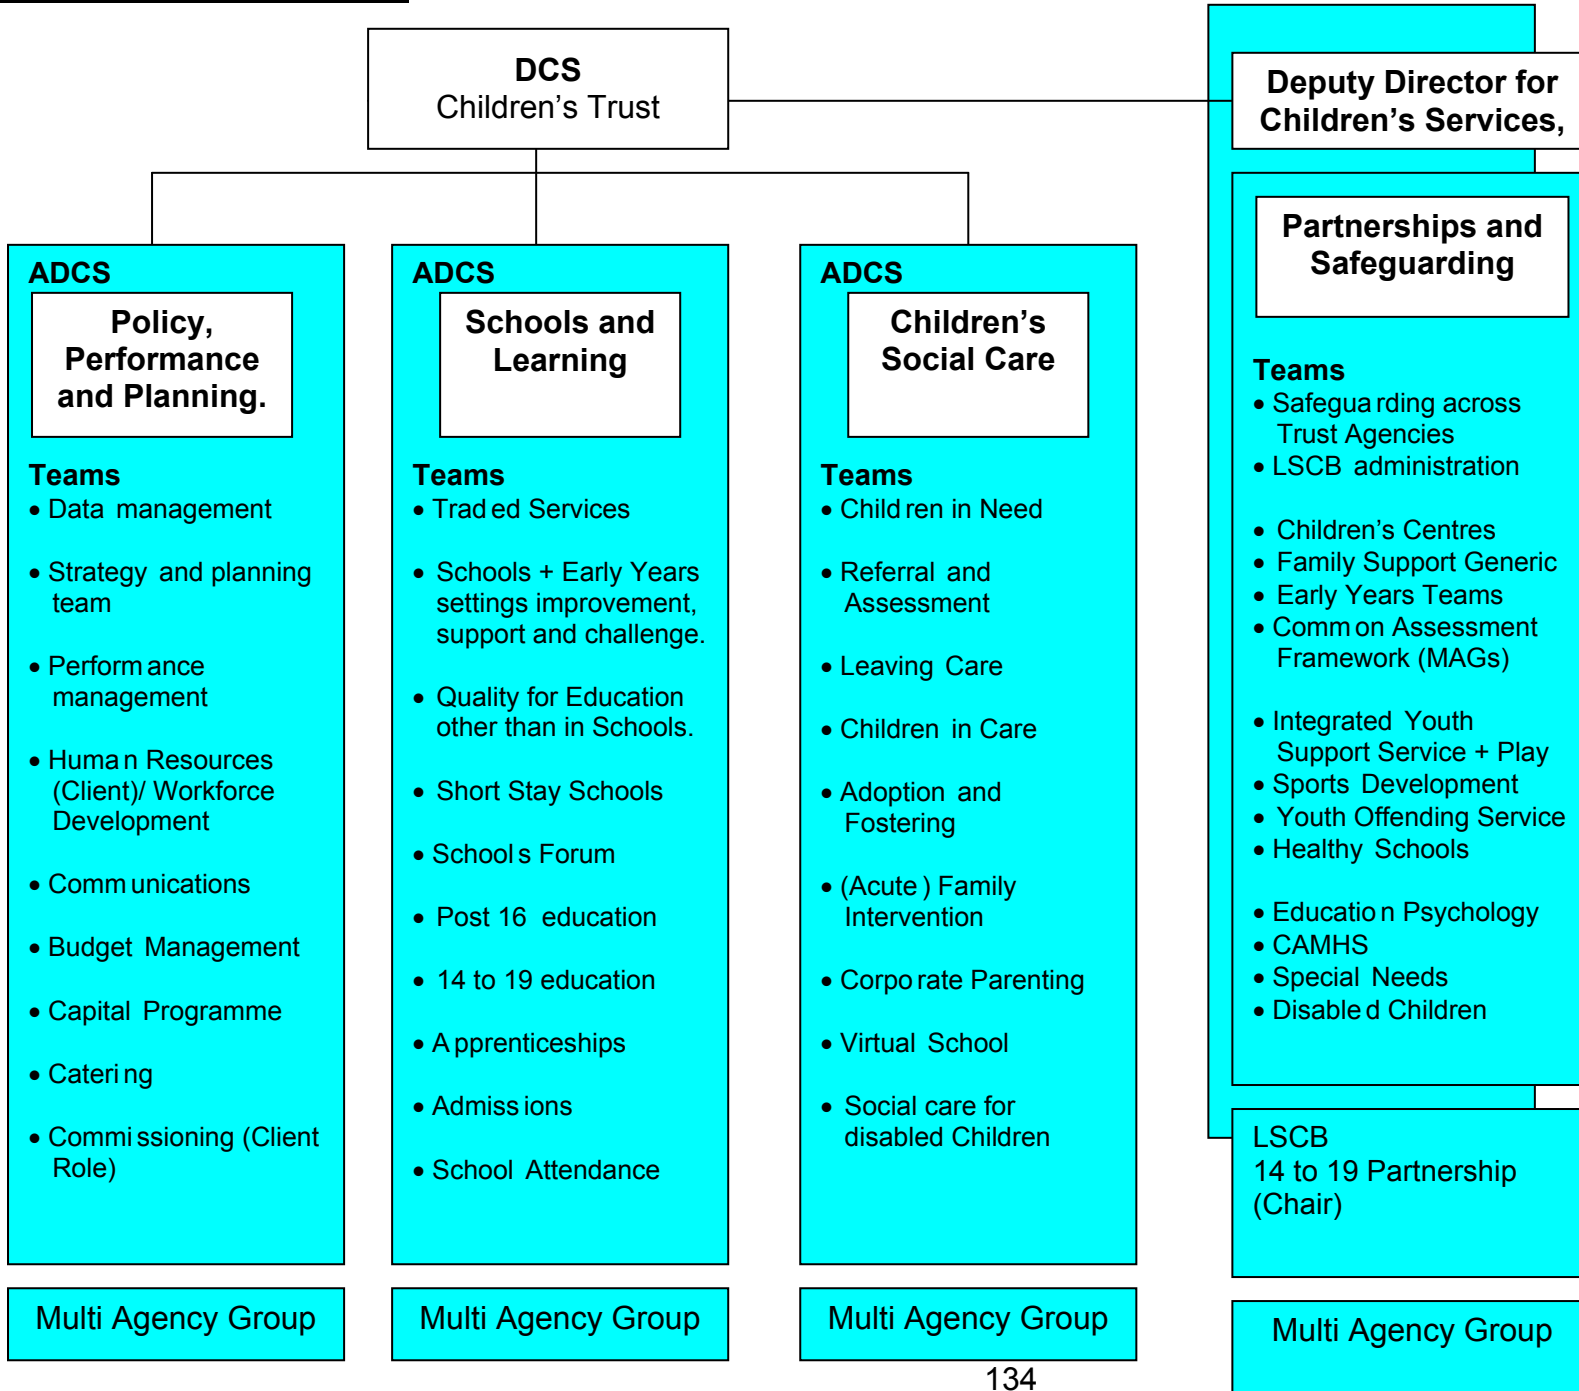 DCS
Children's Trust
Deputy Director for
Children's Services,
ADCS
Policy,
Performance
and Planning.
Teams
• Data management
• Strategy and planning
team
• Performance
management
• Human Resources
(Client)/ Workforce
Development
• Communications
• Budget Management
• Capital Programme
• Catering
• Commissioning (Client
Role)
Multi Agency Group
ADCS
Schools and
Learning
Teams
• Traded Services
• Schools + Early Years
settings improvement,
support and challenge.
• Quality for Education
other than in Schools.
• Short Stay Schools
• Schools Forum
• Post 16 education
• 14 to 19 education
• Apprenticeships
• Admissions
• School Attendance
Multi Agency Group
ADCS
Children's
Social Care
Teams
• Children in Need
• Referral and
Assessment
• Leaving Care
• Children in Care
• Adoption and
Fostering
• (Acute) Family
Intervention
• Corporate Parenting
• Virtual School
• Social care for
disabled Children
Multi Agency Group
Partnerships and
Safeguarding
Teams
• Safeguarding across
Trust Agencies
• LSCB administration
• Children's Centres
• Family Support Generic
• Early Years Teams
• Common Assessment
Framework (MAGs)
• Integrated Youth
Support Service + Play
• Sports Development
• Youth Offending Service
• Healthy Schools
• Education Psychology
• CAMHS
• Special Needs
• Disabled Children
LSCB
14 to 19 Partnership
(Chair)
Multi Agency Group
134